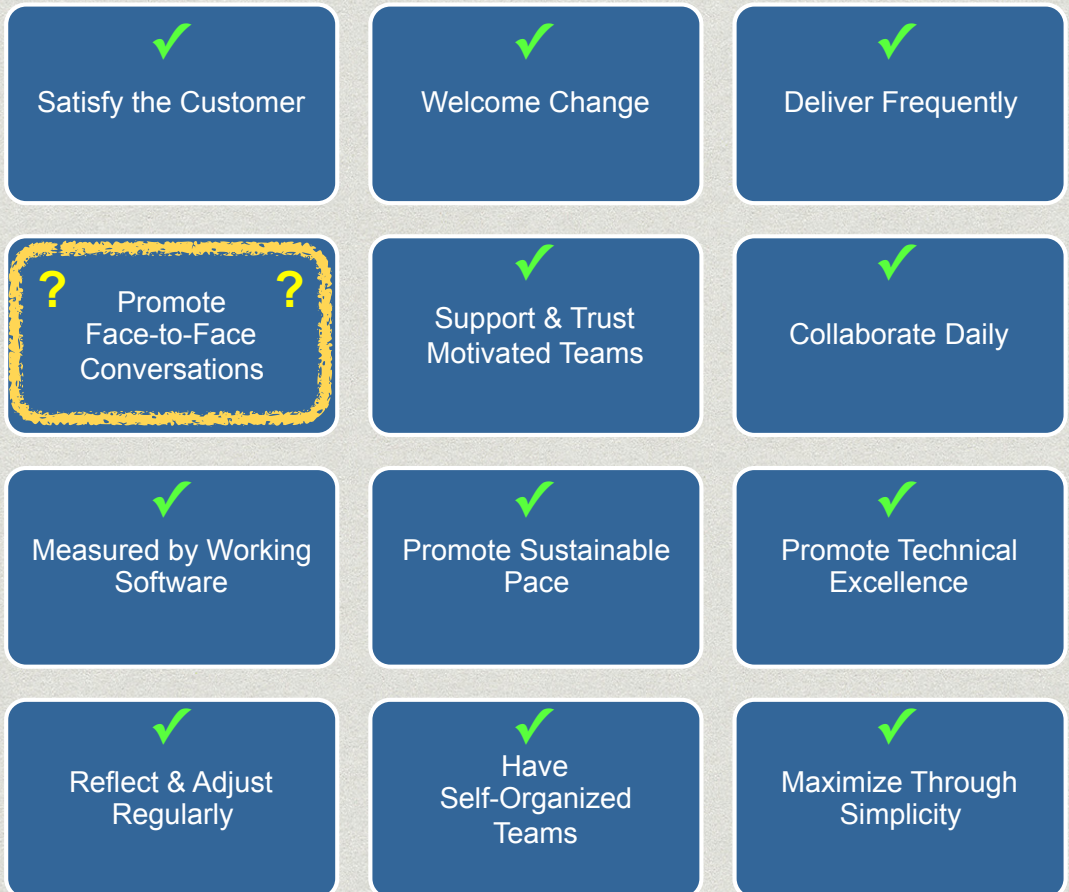 Satisfy the Customer
Welcome Change
Deliver Frequently
? ?
Promote
Face-to-Face
Conversations
Support & Trust
Motivated Teams
Collaborate Daily
Measured by Working
Software
Promote Sustainable
Pace
Promote Technical
Excellence
Reflect & Adjust
Regularly
Have
Self-Organized
Teams
Maximize Through
Simplicity